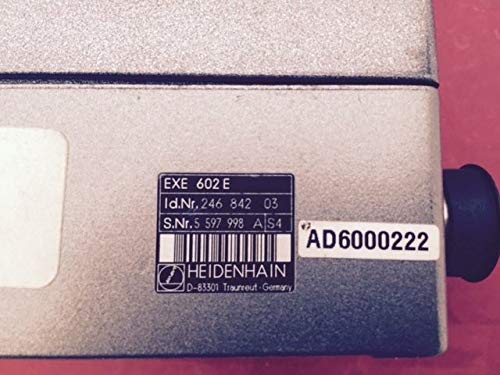 EXE 602 E
Id.Nr. 246 842 03
S.Nr. 5 597 998 A S4
HEIDENHAIN
D-83301 Traunreut · Germany
AD6000222